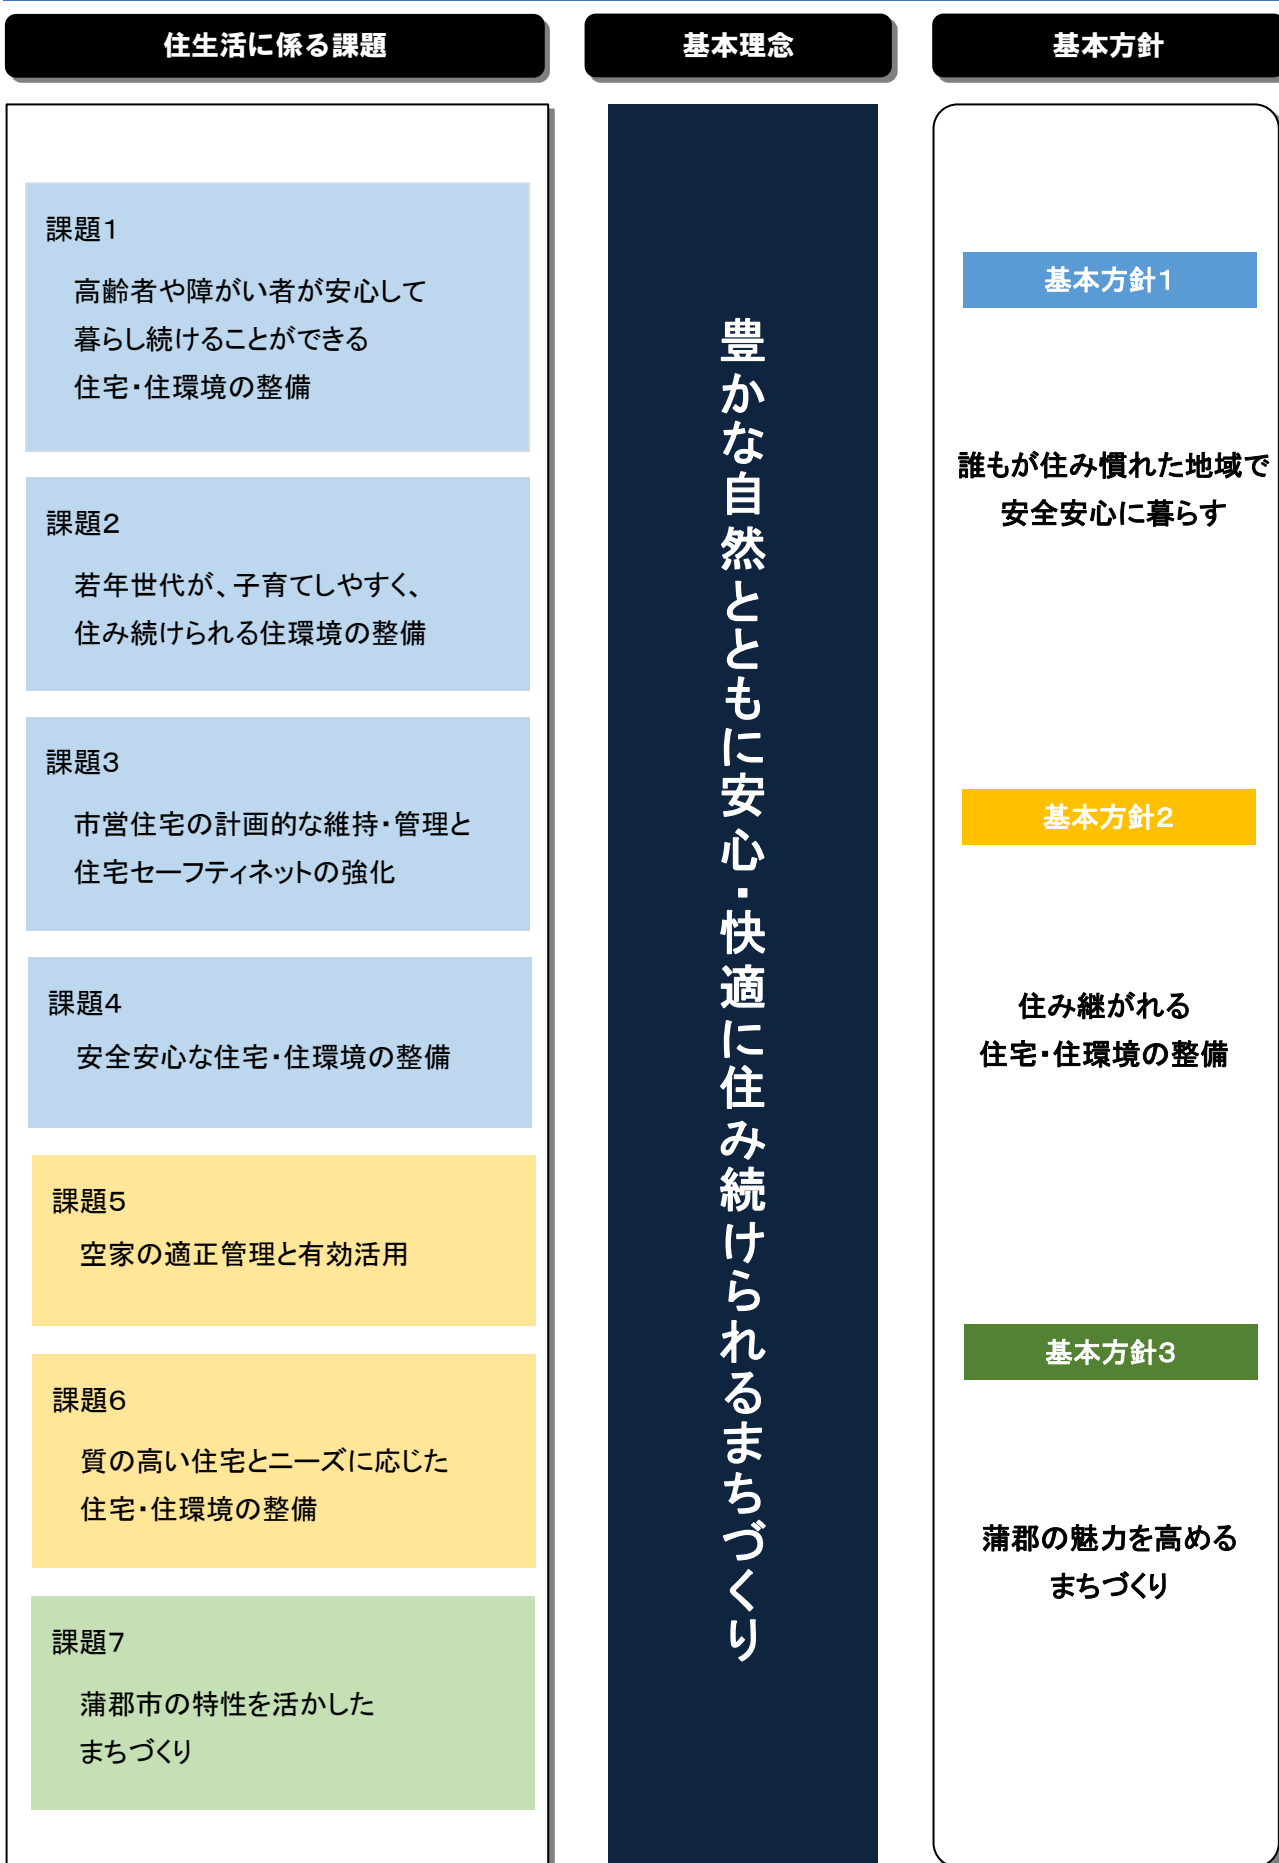 住生活に係る課題
基本理念
基本方針
課題1
高齢者や障がい者が安心して
暮らし続けることができる
住宅・住環境の整備
課題2
若年世代が、子育てしやすく、
住み続けられる住環境の整備
課題3
市営住宅の計画的な維持・管理と
住宅セーフティネットの強化
課題4
安全安心な住宅・住環境の整備
課題5
空家の適正管理と有効活用
課題6
質の高い住宅とニーズに応じた
住宅・住環境の整備
課題7
蒲郡市の特性を活かした
まちづくり
豊かな自然とともに安心・快適に住み続けられるまちづくり
基本方針1
誰もが住み慣れた地域で
安全安心に暮らす
基本方針2
住み継がれる
住宅・住環境の整備
基本方針3
蒲郡の魅力を高める
まちづくり